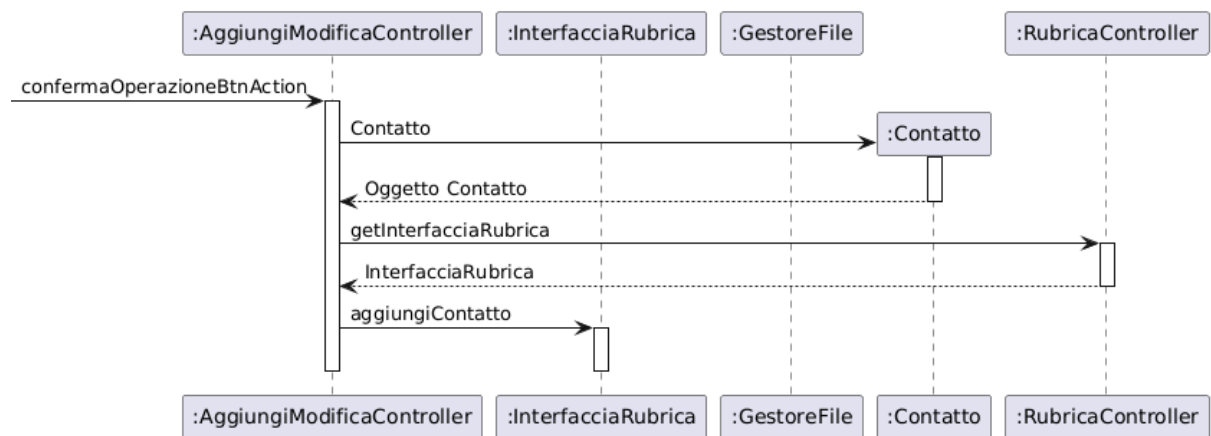 :AggiungiModificaController
:InterfacciaRubrica
:GestoreFile
:RubricaController
confermaOperazioneBtnAction
Contatto
:Contatto
Oggetto Contatto
getInterfacciaRubrica
InterfacciaRubrica
aggiungiContatto
:AggiungiModificaController
:InterfacciaRubrica
:GestoreFile
:Contatto
:RubricaController